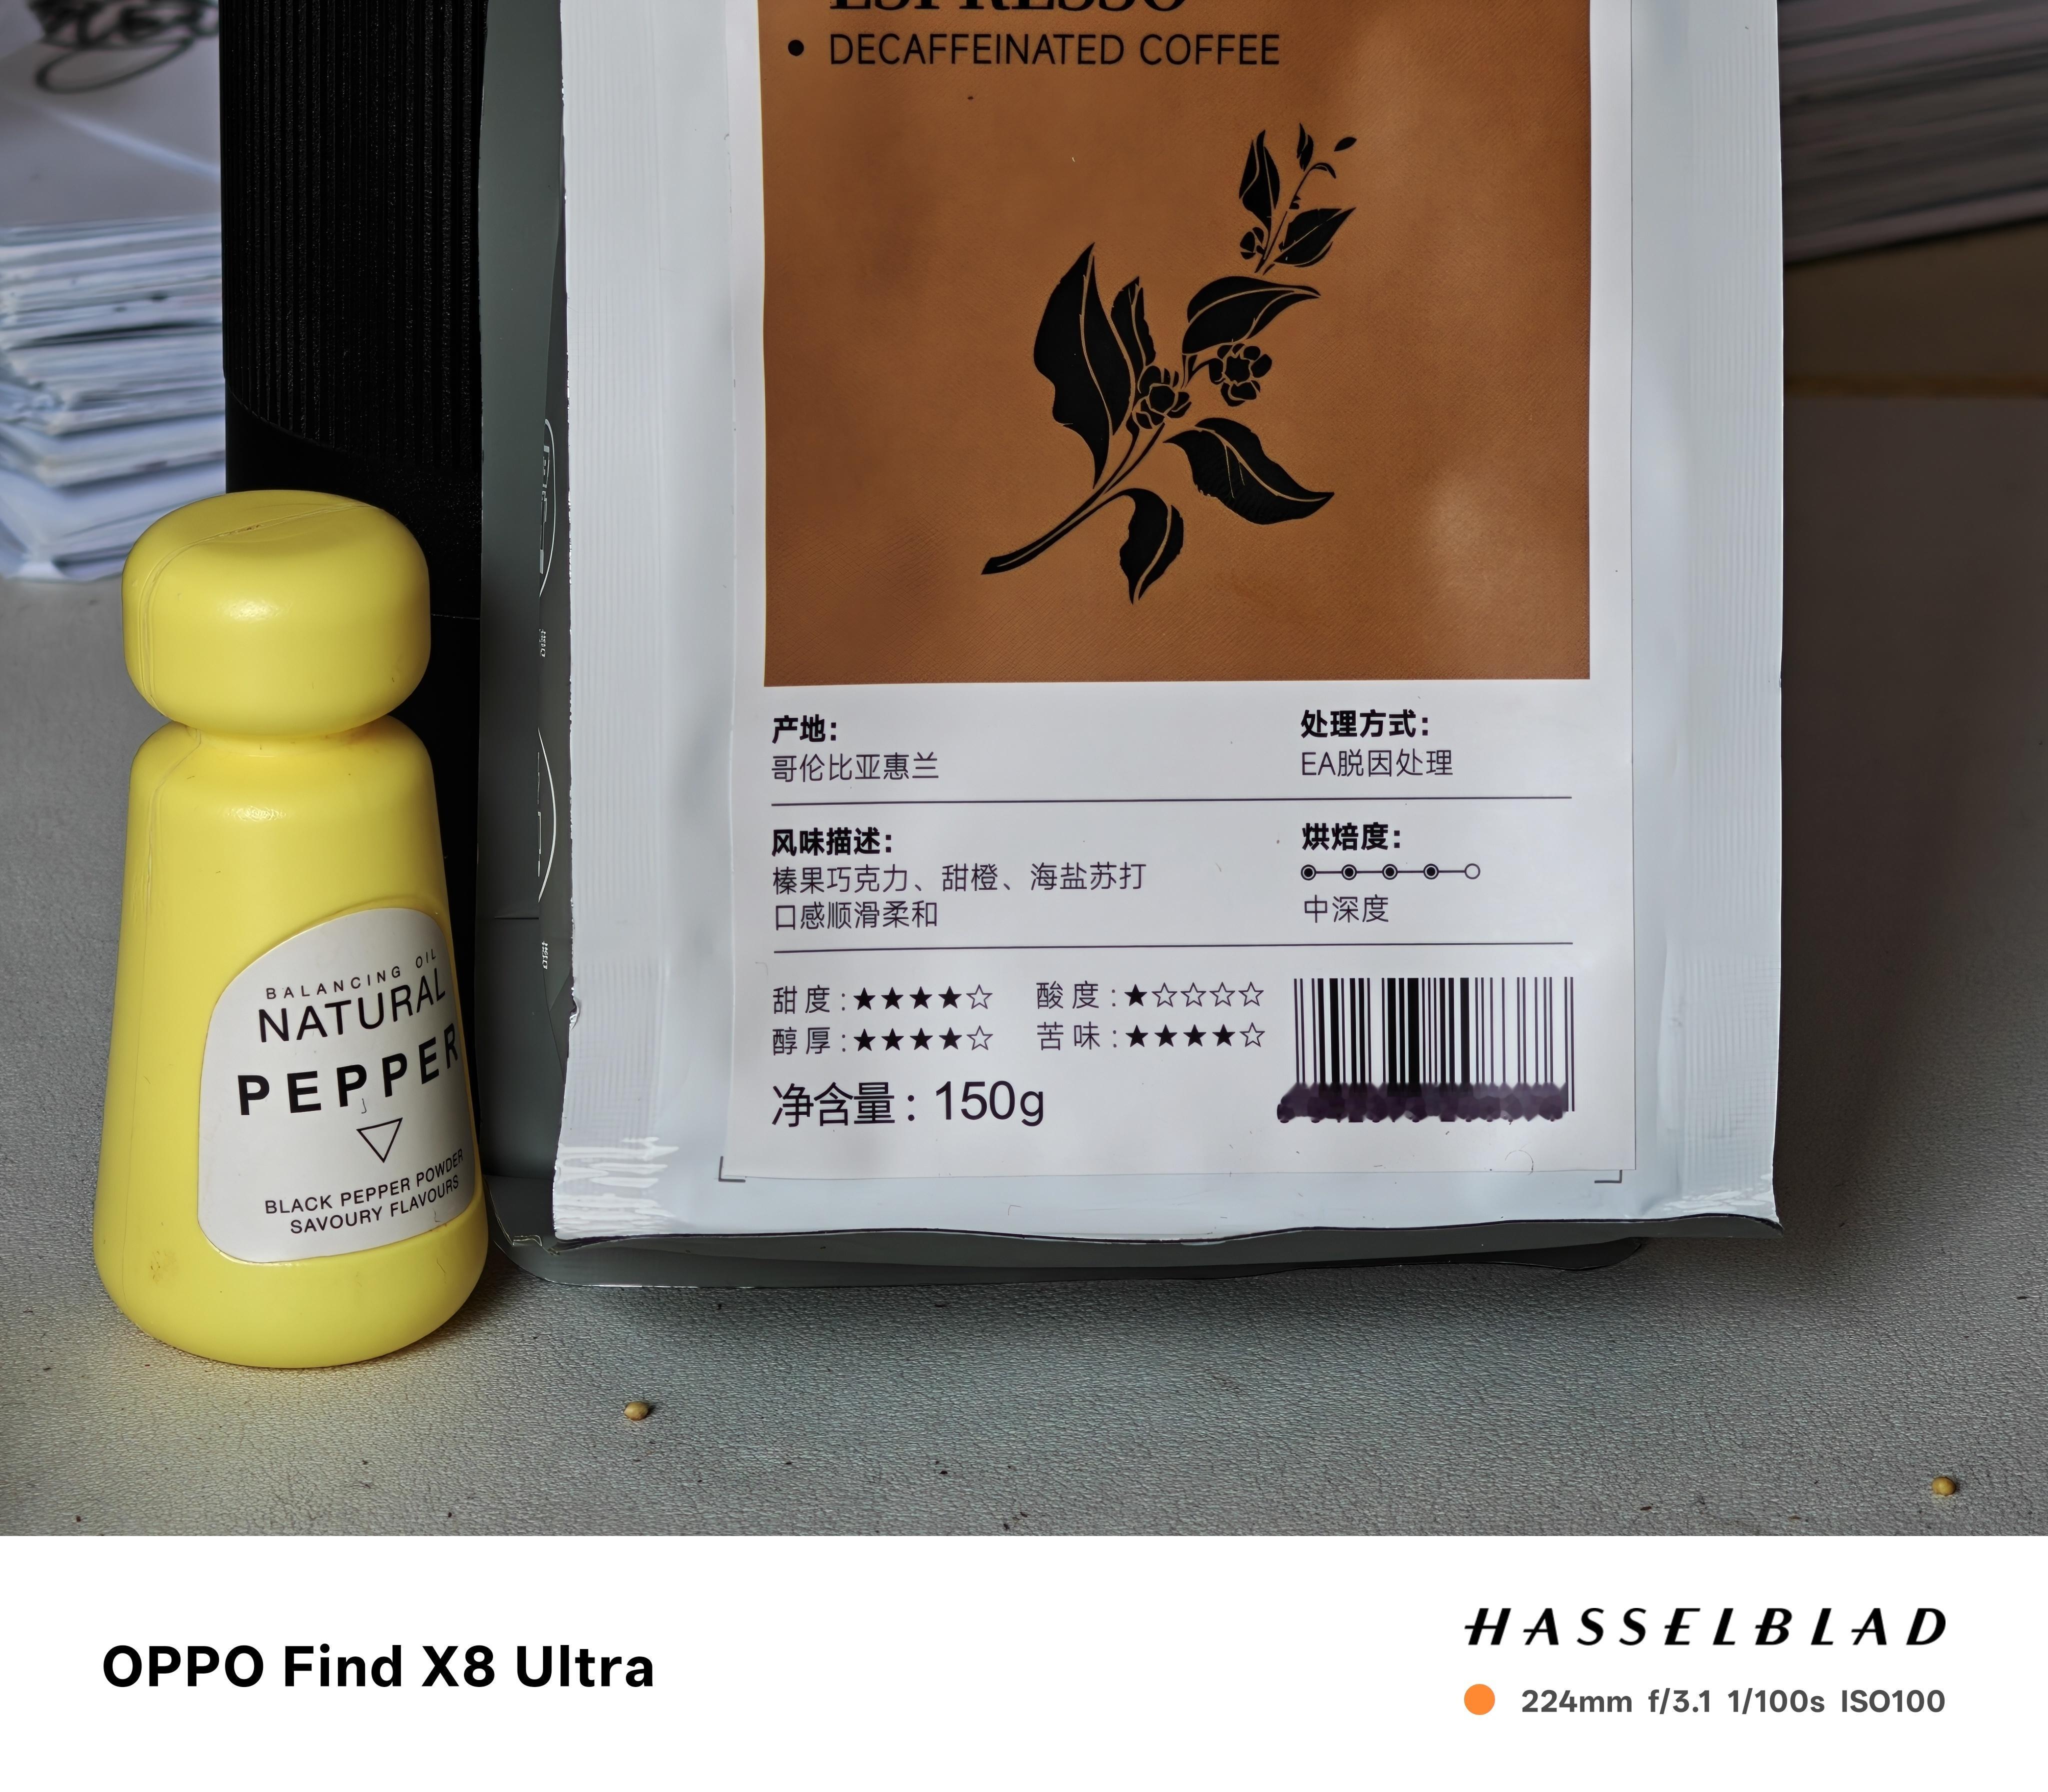 ESPRESSO
• DECAFFEINATED COFFEE
产地：
哥伦比亚惠兰
处理方式：
EA脱因处理
风味描述：
榛果巧克力、甜橙、海盐苏打
口感顺滑柔和
烘焙度：
中深度
甜度：★★★★☆
酸度：★☆☆☆☆
醇厚：★★★★☆
苦味：★★★★☆
净含量：150g
BALANCING OIL
NATURAL
PEPPER
BLACK PEPPER POWDER
SAVOURY FLAVOURS
OPPO Find X8 Ultra
HASSELBLAD
224mm f/3.1 1/100s ISO100